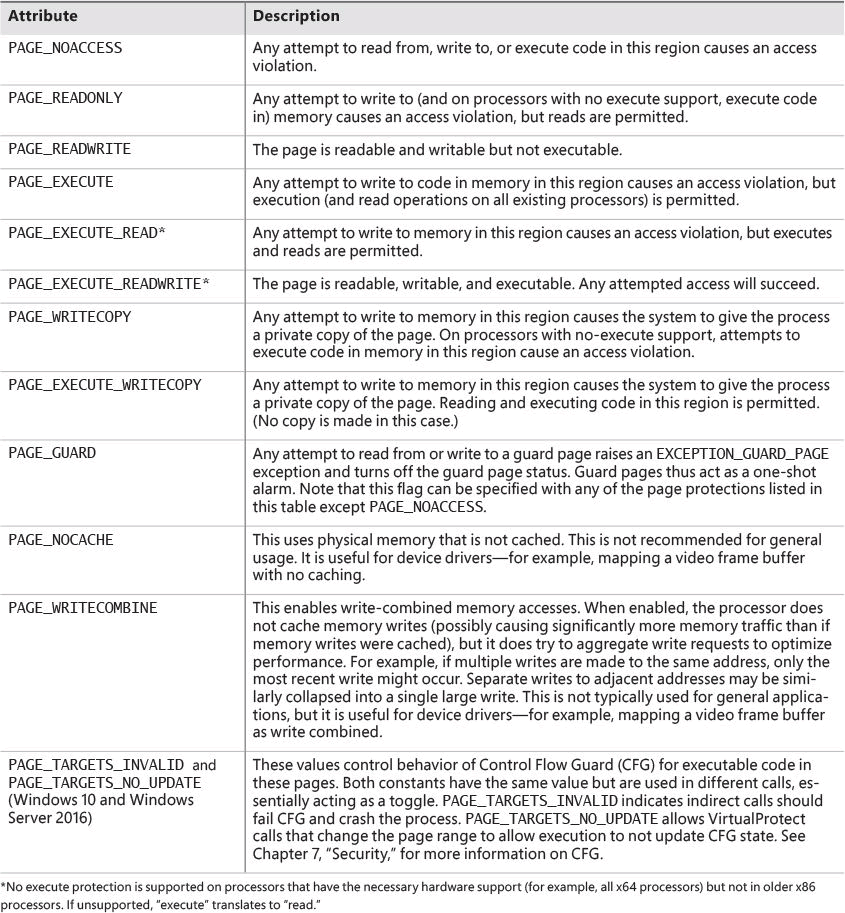 Attribute Description
PAGE_NOACCESS Any attempt to read from, write to, or execute code in this region causes an access
violation.
PAGE_READONLY Any attempt to write to (and on processors with no execute support, execute code
in) memory causes an access violation, but reads are permitted.
PAGE_READWRITE The page is readable and writable but not executable.
PAGE_EXECUTE Any attempt to write to code in memory in this region causes an access violation, but
execution (and read operations on all existing processors) is permitted.
PAGE_EXECUTE_READ* Any attempt to write to memory in this region causes an access violation, but executes
and reads are permitted.
PAGE_EXECUTE_READWRITE* The page is readable, writable, and executable. Any attempted access will succeed.
PAGE_WRITECOPY Any attempt to write to memory in this region causes the system to give the process
a private copy of the page. On processors with no-execute support, attempts to
execute code in memory in this region cause an access violation.
PAGE_EXECUTE_WRITECOPY Any attempt to write to memory in this region causes the system to give the process
a private copy of the page. Reading and executing code in this region is permitted.
(No copy is made in this case.)
PAGE_GUARD Any attempt to read from or write to a guard page raises an EXCEPTION_GUARD_PAGE
exception and turns off the guard page status. Guard pages thus act as a one-shot
alarm. Note that this flag can be specified with any of the page protections listed in
this table except PAGE_NOACCESS.
PAGE_NOCACHE This uses physical memory that is not cached. This is not recommended for general
usage. It is useful for device drivers—for example, mapping a video frame buffer
with no caching.
PAGE_WRITECOMBINE This enables write-combined memory accesses. When enabled, the processor does
not cache memory writes (possibly causing significantly more memory traffic than if
memory writes were cached), but it does try to aggregate write requests to optimize
performance. For example, if multiple writes are made to the same address, only the
most recent write might occur. Separate writes to adjacent addresses may be simi-
larly collapsed into a single large write. This is not typically used for general applica-
tions, but it is useful for device drivers—for example, mapping a video frame buffer
as write combined.
PAGE_TARGETS_INVALID and These values control behavior of Control Flow Guard (CFG) for executable code in
PAGE_TARGETS_NO_UPDATE these pages. Both constants have the same value but are used in different calls, es-
(Windows 10 and Windows sentially acting as a toggle. PAGE_TARGETS_INVALID indicates indirect calls should
Server 2016) fail CFG and crash the process. PAGE_TARGETS_NO_UPDATE allows VirtualProtect
calls that change the page range to allow execution to not update CFG state. See
Chapter 7, “Security,” for more information on CFG.
*No execute protection is supported on processors that have the necessary hardware support (for example, all x64 processors) but not in older x86
processors. If unsupported, “execute” translates to “read.”